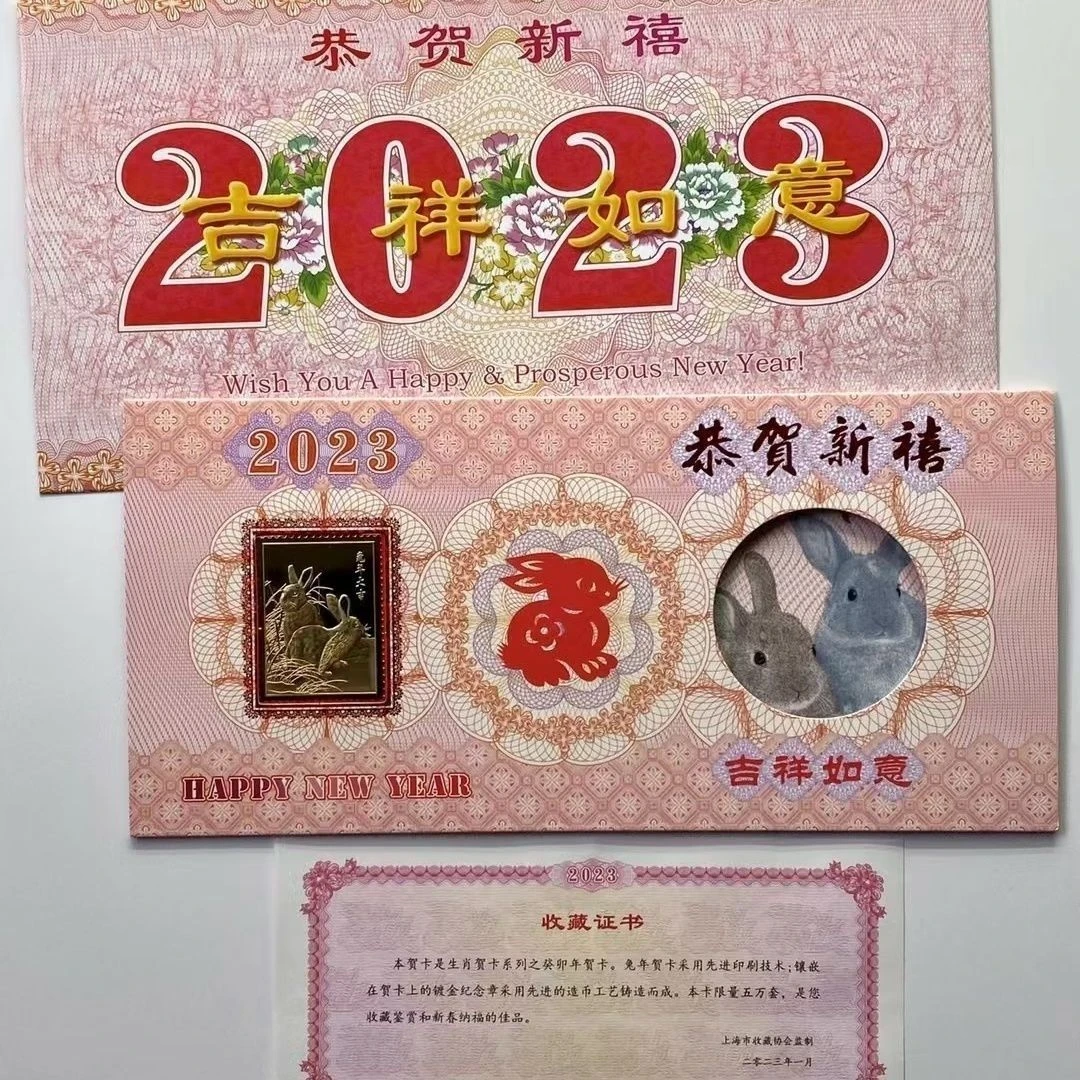 恭贺新禧
2023
吉祥如意
Wish You A Happy & Prosperous New Year!
2023
恭賀新禧
兔年大吉
HAPPY NEW YEAR
吉祥如意
2023
收藏证书
本贺卡是生肖贺卡系列之癸卯年贺卡。兔年贺卡采用先进印刷技术;镶嵌
在贺卡上的镀金纪念章采用先进的造币工艺铸造而成。本卡限量五万套，是您
收藏鉴赏和新春纳福的佳品。
上海市收藏协会监制
二零二三年一月